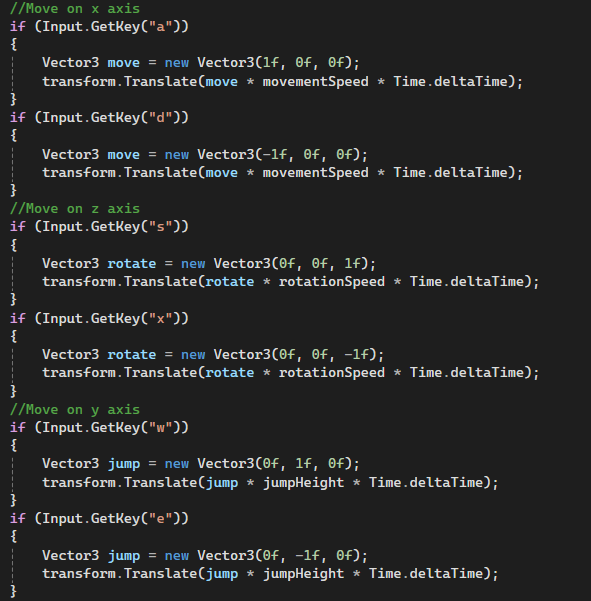 //Move on x axis
if (Input.GetKey("a"))
{
    Vector3 move = new Vector3(1f, 0f, 0f);
    transform.Translate(move * movementSpeed * Time.deltaTime);
}
if (Input.GetKey("d"))
{
    Vector3 move = new Vector3(-1f, 0f, 0f);
    transform.Translate(move * movementSpeed * Time.deltaTime);
}
//Move on z axis
if (Input.GetKey("s"))
{
    Vector3 rotate = new Vector3(0f, 0f, 1f);
    transform.Translate(rotate * rotationSpeed * Time.deltaTime);
}
if (Input.GetKey("x"))
{
    Vector3 rotate = new Vector3(0f, 0f, -1f);
    transform.Translate(rotate * rotationSpeed * Time.deltaTime);
}
//Move on y axis
if (Input.GetKey("w"))
{
    Vector3 jump = new Vector3(0f, 1f, 0f);
    transform.Translate(jump * jumpHeight * Time.deltaTime);
}
if (Input.GetKey("e"))
{
    Vector3 jump = new Vector3(0f, -1f, 0f);
    transform.Translate(jump * jumpHeight * Time.deltaTime);
}